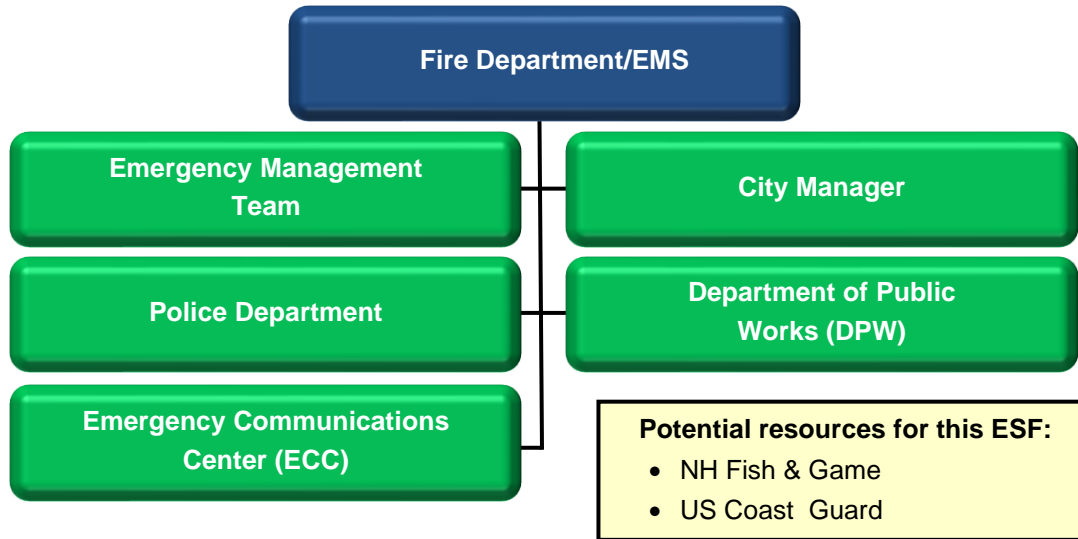 Fire Department/EMS
Emergency Management
Team
City Manager
Police Department
Department of Public
Works (DPW)
Emergency Communications
Center (ECC)
Potential resources for this ESF:
• NH Fish & Game
• US Coast  Guard